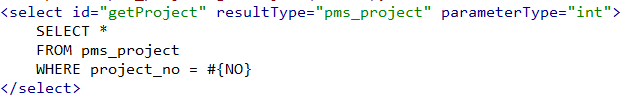 <select id="getProject" resultType="pms_project" parameterType="int">
SELECT *
FROM pms_project
WHERE project_no = #{NO}
</select>